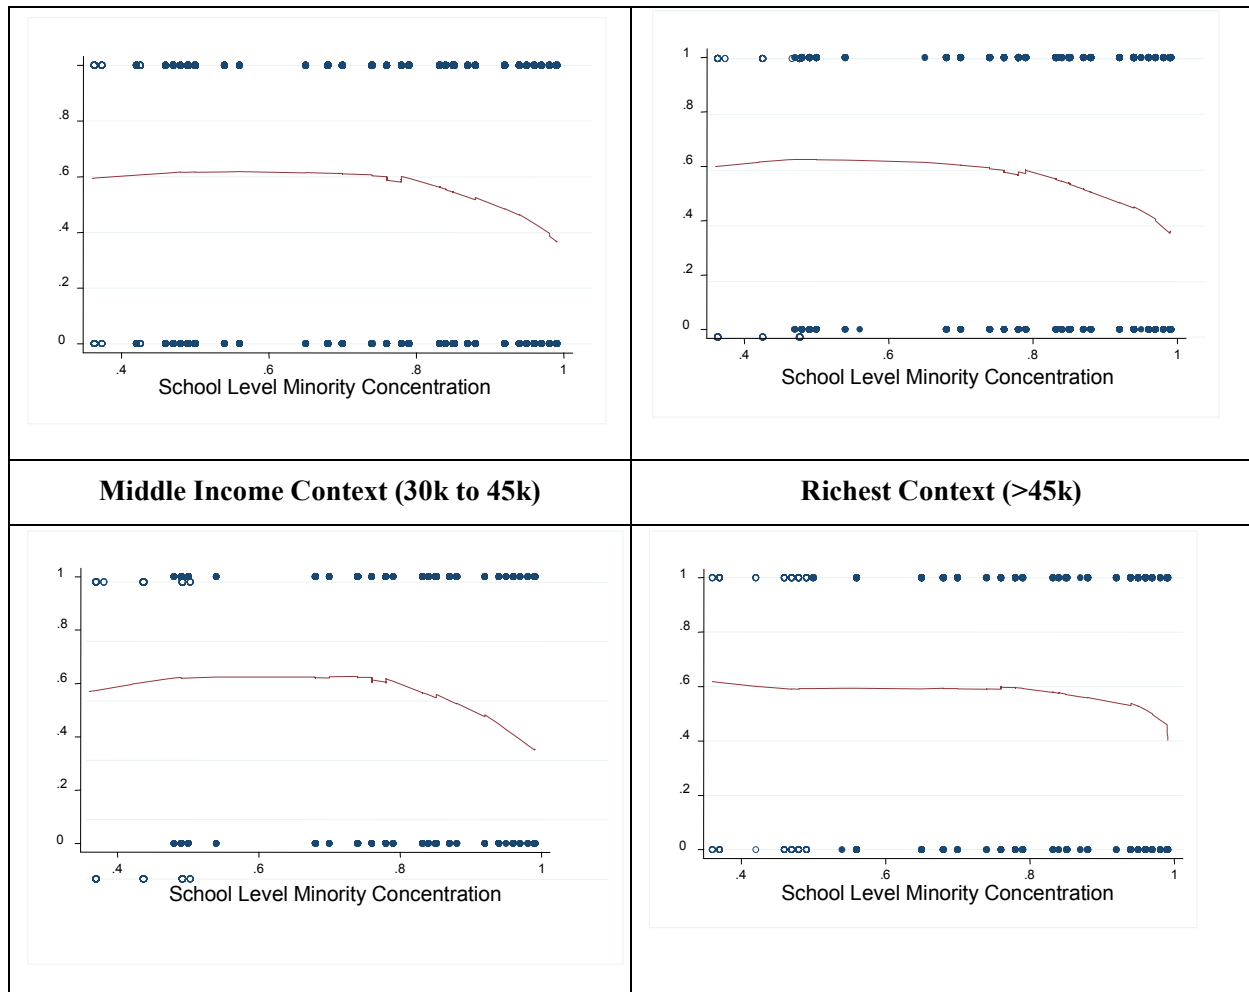 1
.8
.6
.4
.2
0
.4 .6 .8 1
School Level Minority Concentration
1
.8
.6
.4
.2
0
.4 .6 .8 1
School Level Minority Concentration
Middle Income Context (30k to 45k)
Richest Context (>45k)
1
.8
.6
.4
.2
0
.4 .6 .8 1
School Level Minority Concentration
1
.8
.6
.4
.2
0
.4 .6 .8 1
School Level Minority Concentration